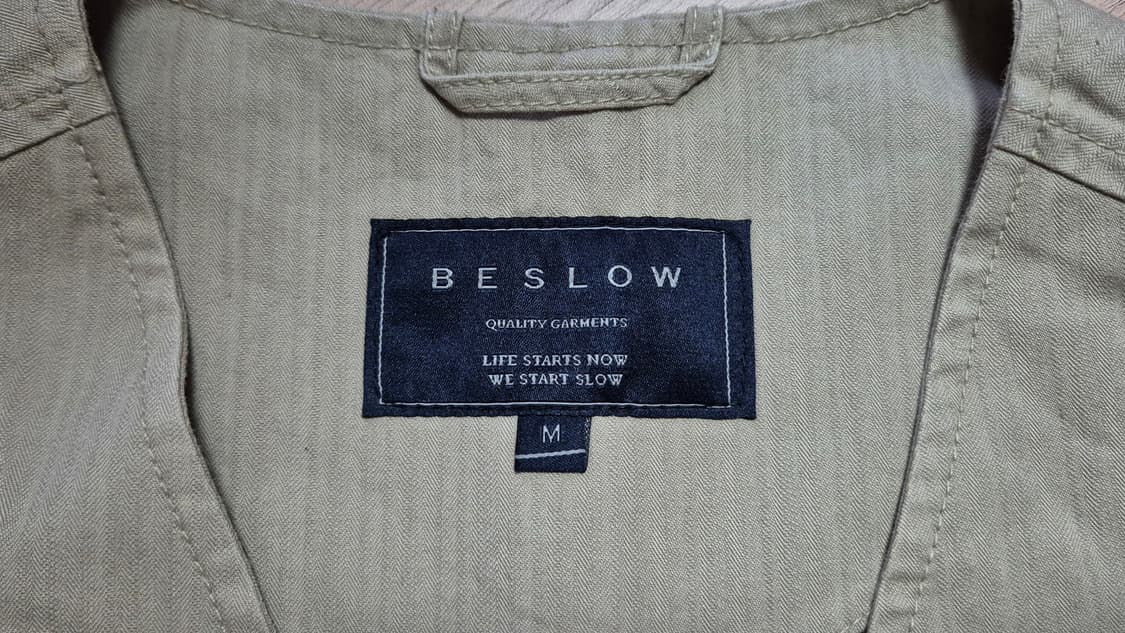 BESLOW
QUALITY GARMENTS
LIFE STARTS NOW
WE START SLOW
M